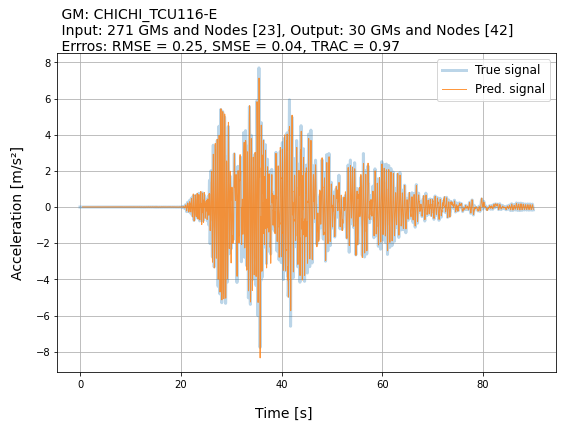 GM: CHICHI_TCU116-E
Input: 271 GMs and Nodes [23], Output: 30 GMs and Nodes [42]
Errros: RMSE = 0.25, SMSE = 0.04, TRAC = 0.97
True signal
Pred. signal
Acceleration [m/s²]
8
6
4
2
0
−2
−4
−6
−8
0
20
40
60
80
Time [s]